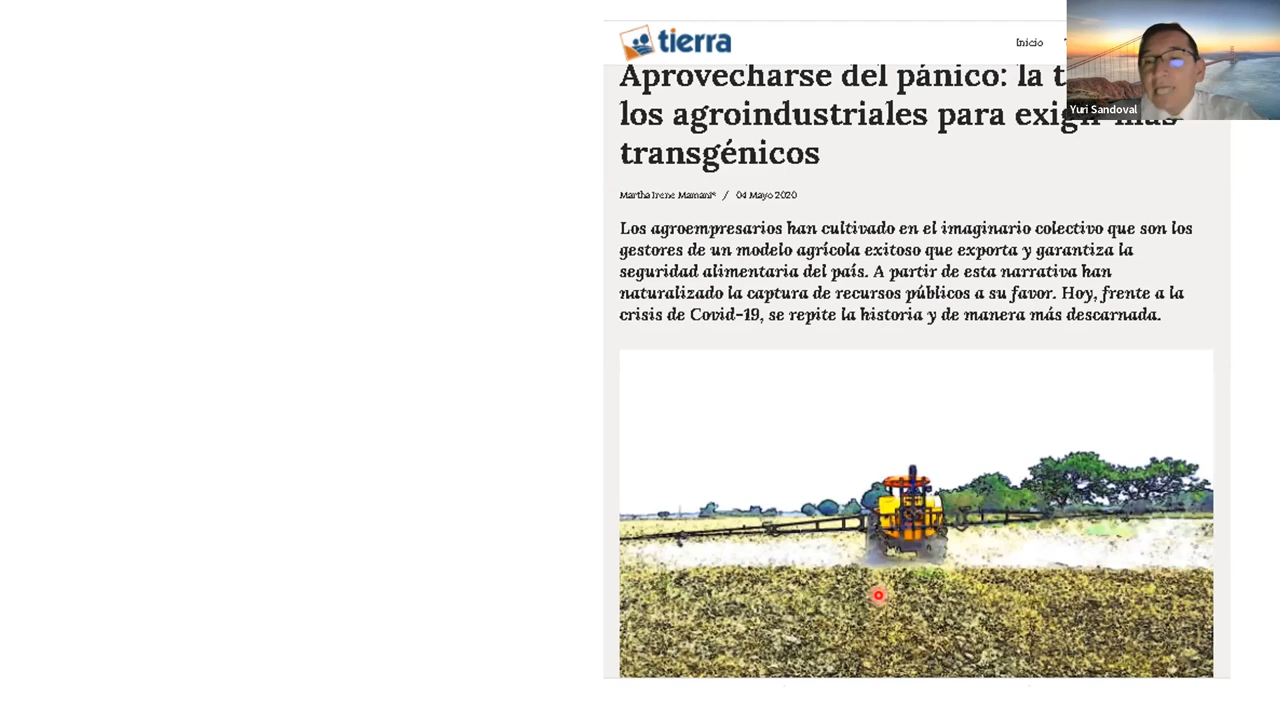 tierra
Inicio
Yuri Sandoval
Aprovecharse del pánico: la
los agroindustriales para exigir más
transgénicos
Martha Irene Mamani* / 04 Mayo 2020
Los agroempresarios han cultivado en el imaginario colectivo que son los
gestores de un modelo agrícola exitoso que exporta y garantiza la
seguridad alimentaria del país. A partir de esta narrativa han
naturalizado la captura de recursos públicos a su favor. Hoy, frente a la
crisis de Covid-19, se repite la historia y de manera más descarnada.